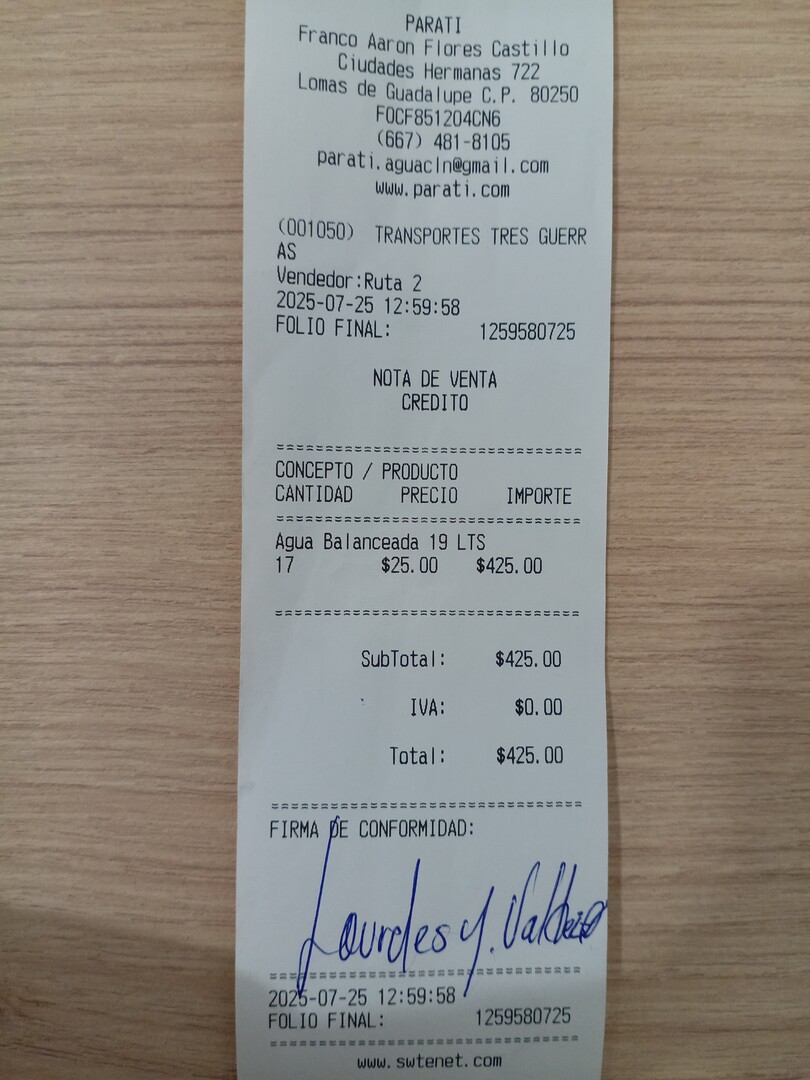 PARATI
Franco Aaron Flores Castillo
Ciudades Hermanas 722
Lomas de Guadalupe C.P. 80250
FOCF851204CN6
(667) 481-8105
parati.aguacln@gmail.com
www.parati.com
(001050) TRANSPORTES TRES GUERR
AS
Vendedor:Ruta 2
2025-07-25 12:59:58
FOLIO FINAL: 1259580725
NOTA DE VENTA
CREDITO
==============================
CONCEPTO / PRODUCTO
CANTIDAD PRECIO IMPORTE
==============================
Agua Balanceada 19 LTS
17 $25.00 $425.00
==============================
SubTotal: $425.00
IVA: $0.00
Total: $425.00
==============================
FIRMA DE CONFORMIDAD:
Lourdes Y.
==============================
2025-07-25 12:59:58
FOLIO FINAL: 1259580725
==============================
www.swtenet.com